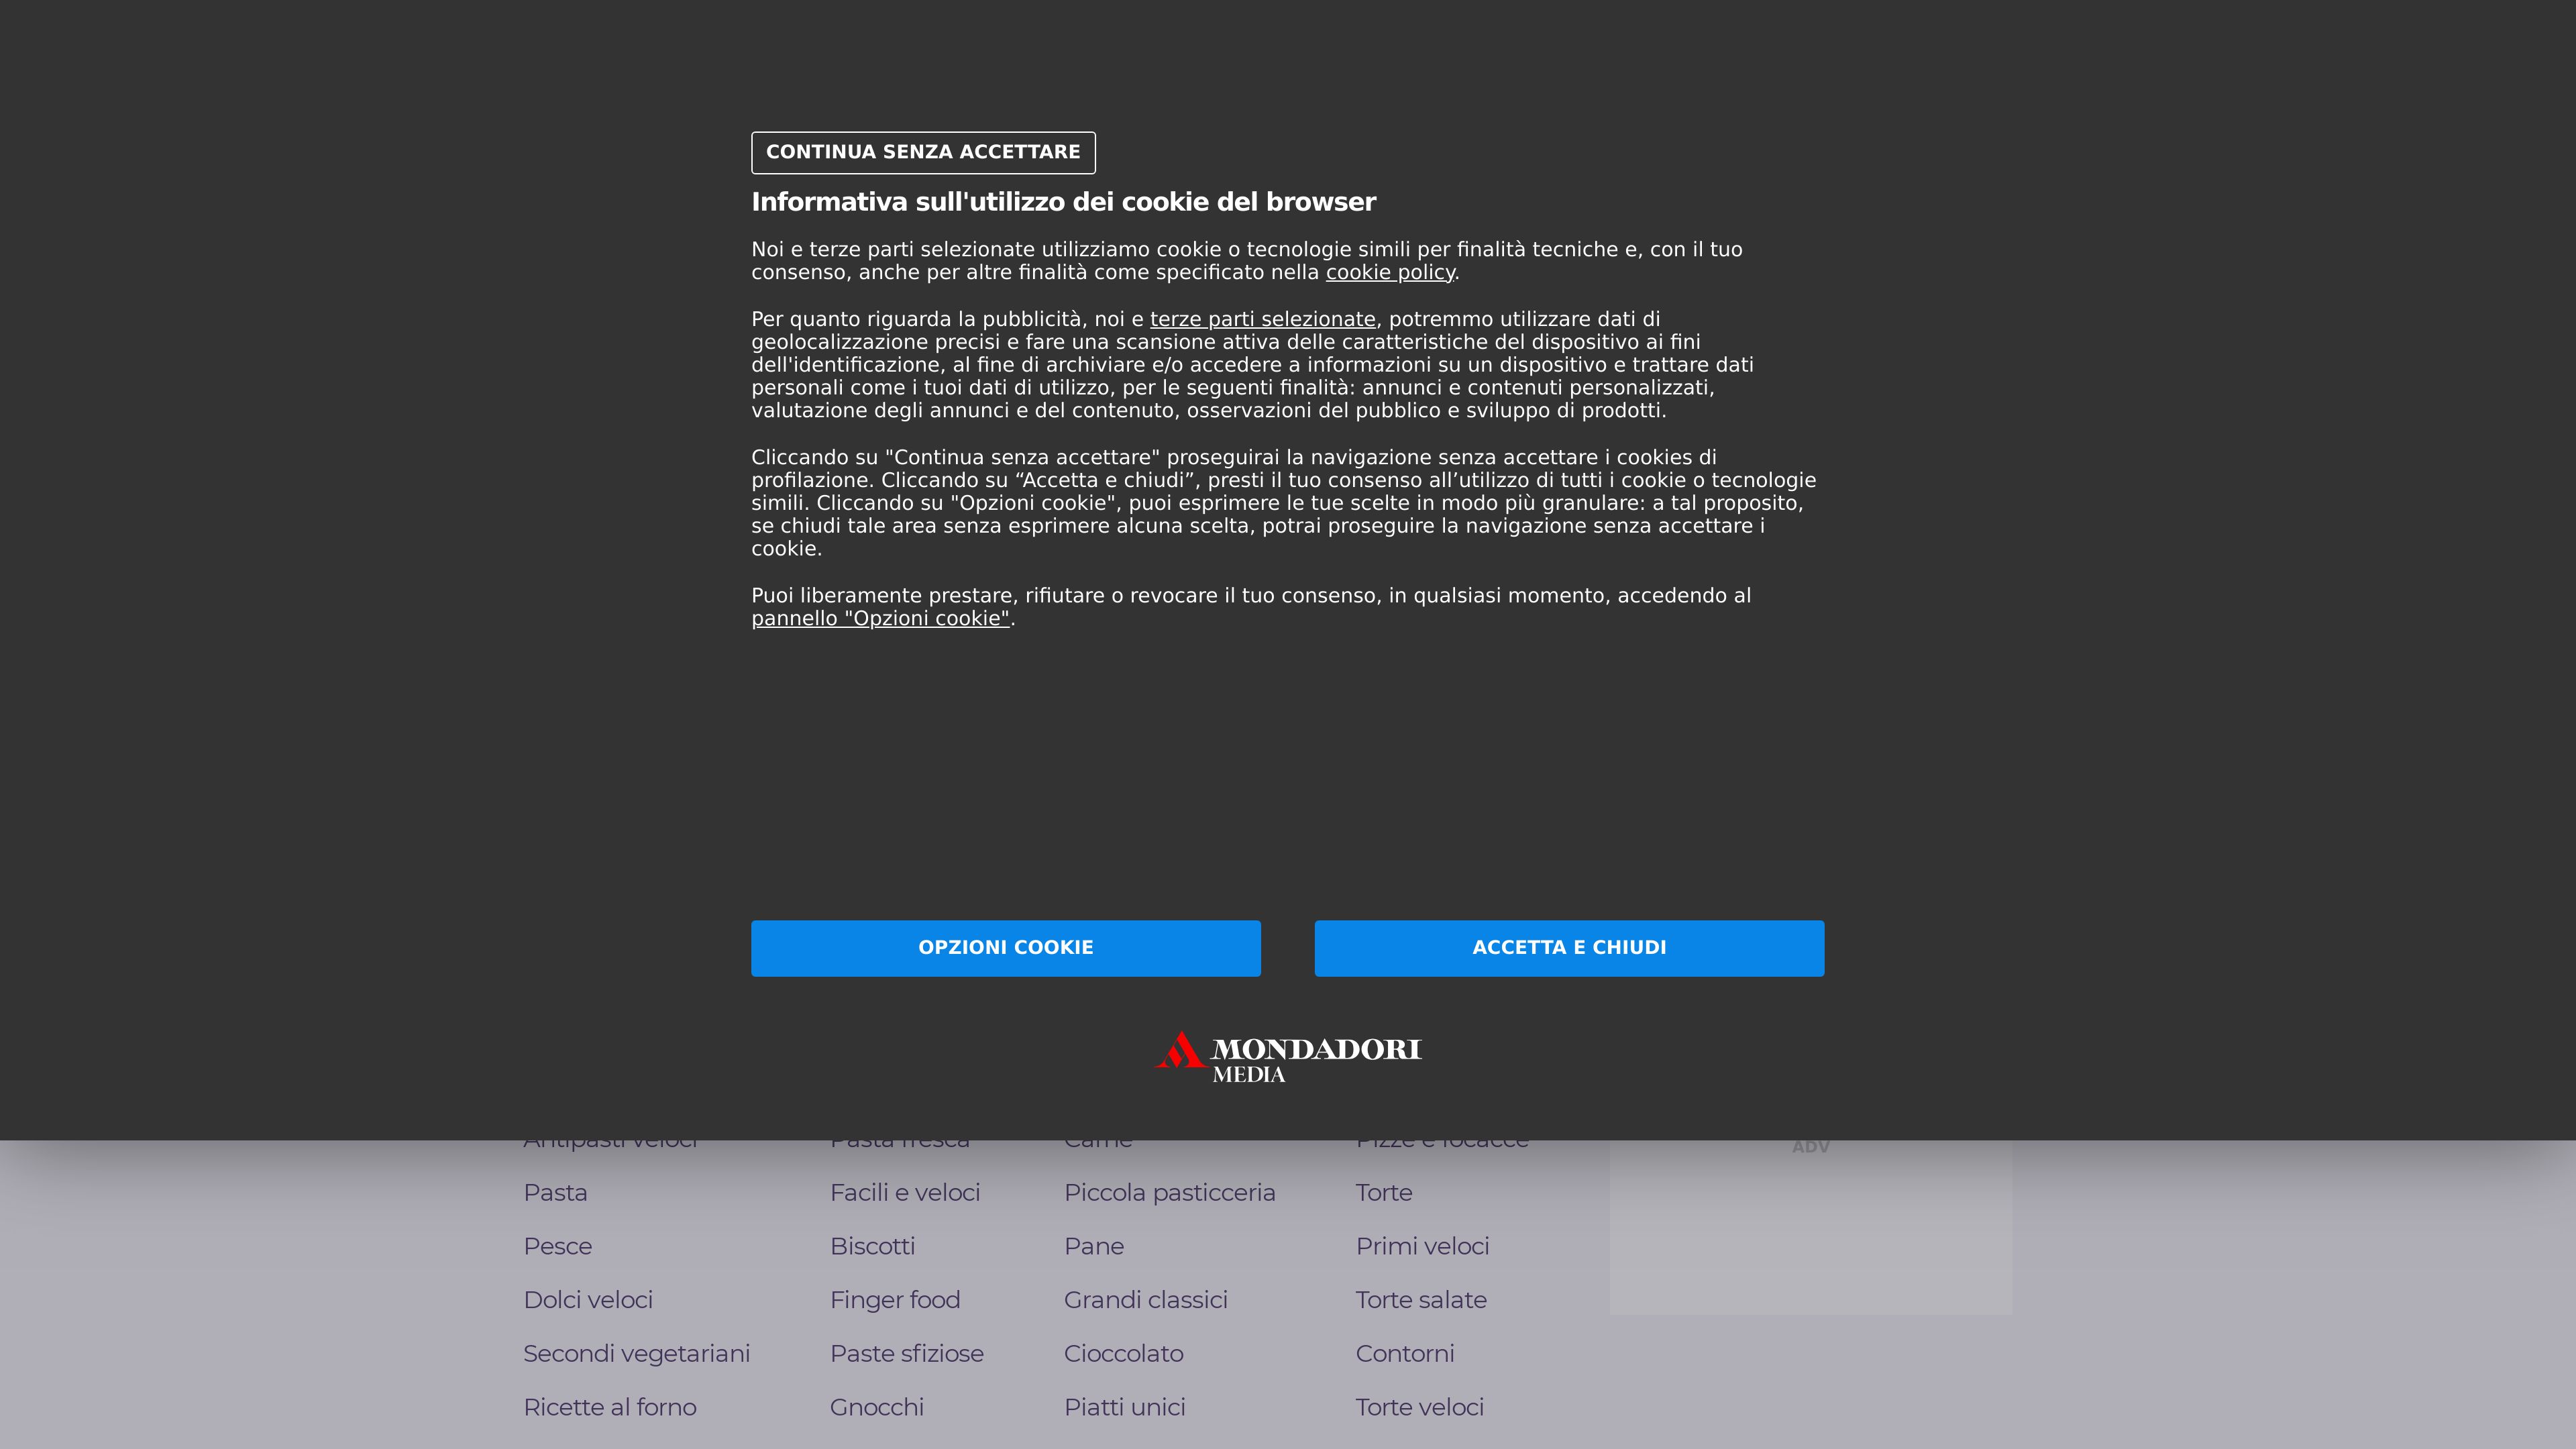 CONTINUA SENZA ACCETTARE
Informativa sull'utilizzo dei cookie del browser
Noi e terze parti selezionate utilizziamo cookie o tecnologie simili per finalità tecniche e, con il tuo
consenso, anche per altre finalità come specificato nella cookie policy.
Per quanto riguarda la pubblicità, noi e terze parti selezionate, potremmo utilizzare dati di
geolocalizzazione precisi e fare una scansione attiva delle caratteristiche del dispositivo ai fini
dell'identificazione, al fine di archiviare e/o accedere a informazioni su un dispositivo e trattare dati
personali come i tuoi dati di utilizzo, per le seguenti finalità: annunci e contenuti personalizzati,
valutazione degli annunci e del contenuto, osservazioni del pubblico e sviluppo di prodotti.
Cliccando su "Continua senza accettare" proseguirai la navigazione senza accettare i cookies di
profilazione. Cliccando su “Accetta e chiudi”, presti il tuo consenso all’utilizzo di tutti i cookie o tecnologie
simili. Cliccando su "Opzioni cookie", puoi esprimere le tue scelte in modo più granulare: a tal proposito,
se chiudi tale area senza esprimere alcuna scelta, potrai proseguire la navigazione senza accettare i
cookie.
Puoi liberamente prestare, rifiutare o revocare il tuo consenso, in qualsiasi momento, accedendo al
pannello "Opzioni cookie".
OPZIONI COOKIE ACCETTA E CHIUDI
MONDADORI
MEDIA
Antipasti veloci Pasta fresca Carne Pizze e focacce ADV
Pasta Facili e veloci Piccola pasticceria Torte
Pesce Biscotti Pane Primi veloci
Dolci veloci Finger food Grandi classici Torte salate
Secondi vegetariani Paste sfiziose Cioccolato Contorni
Ricette al forno Gnocchi Piatti unici Torte veloci